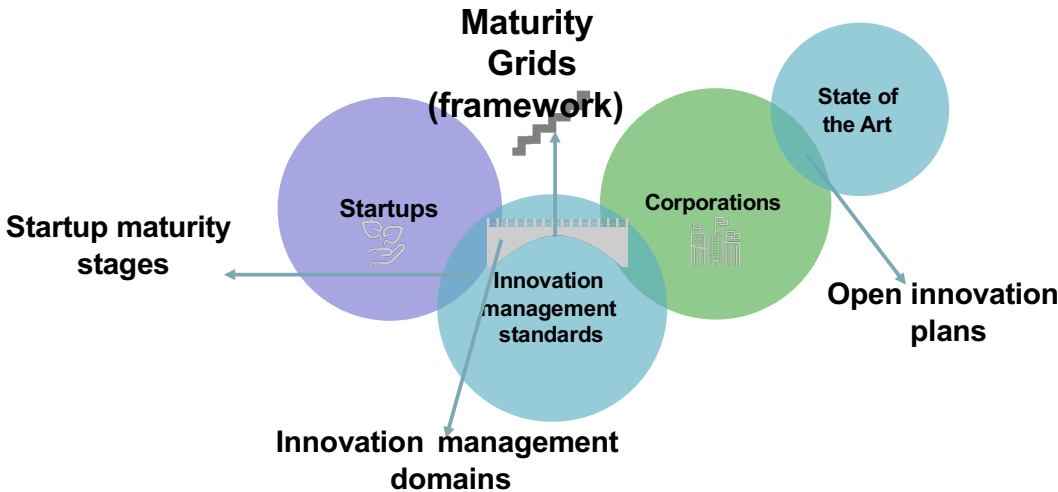 Maturity
Grids
(framework)
State of
the Art
Startups
Corporations
Startup maturity
stages
Innovation
management
standards
Open innovation
plans
Innovation management
domains